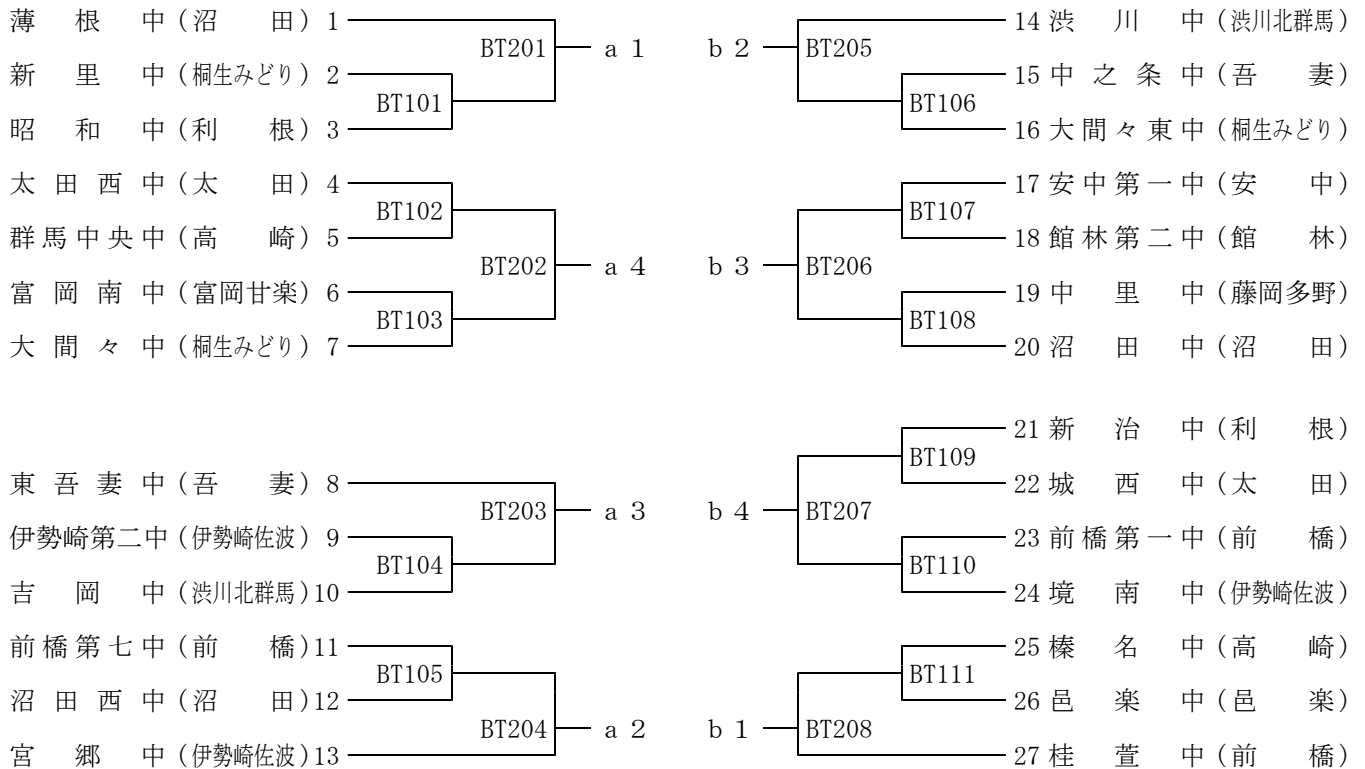 薄根中(沼田) 1
BT201 a 1
新里中(桐生みどり) 2
BT101
昭和中(利根) 3
太田西中(太田) 4
BT102
群馬中央中(高崎) 5
BT202 a 4
富岡南中(富岡甘楽) 6
BT103
大間々中(桐生みどり) 7
東吾妻中(吾妻) 8
BT203 a 3
伊勢崎第二中(伊勢崎佐波) 9
BT104
吉岡中(渋川北群馬)10
前橋第七中(前橋)11
BT105
沼田西中(沼田)12
BT204 a 2
宮郷中(伊勢崎佐波)13
14 渋川中(渋川北群馬)
b 2 BT205
15 中之条中(吾妻)
BT106
16 大間々東中(桐生みどり)
17 安中第一中(安中)
BT107
18 館林第二中(館林)
b 3 BT206
19 中里中(藤岡多野)
BT108
20 沼田中(沼田)
21 新治中(利根)
BT109
22 城西中(太田)
b 4 BT207
23 前橋第一中(前橋)
BT110
24 境南中(伊勢崎佐波)
25 榛名中(高崎)
BT111
26 邑楽中(邑楽)
b 1 BT208
27 桂萱中(前橋)